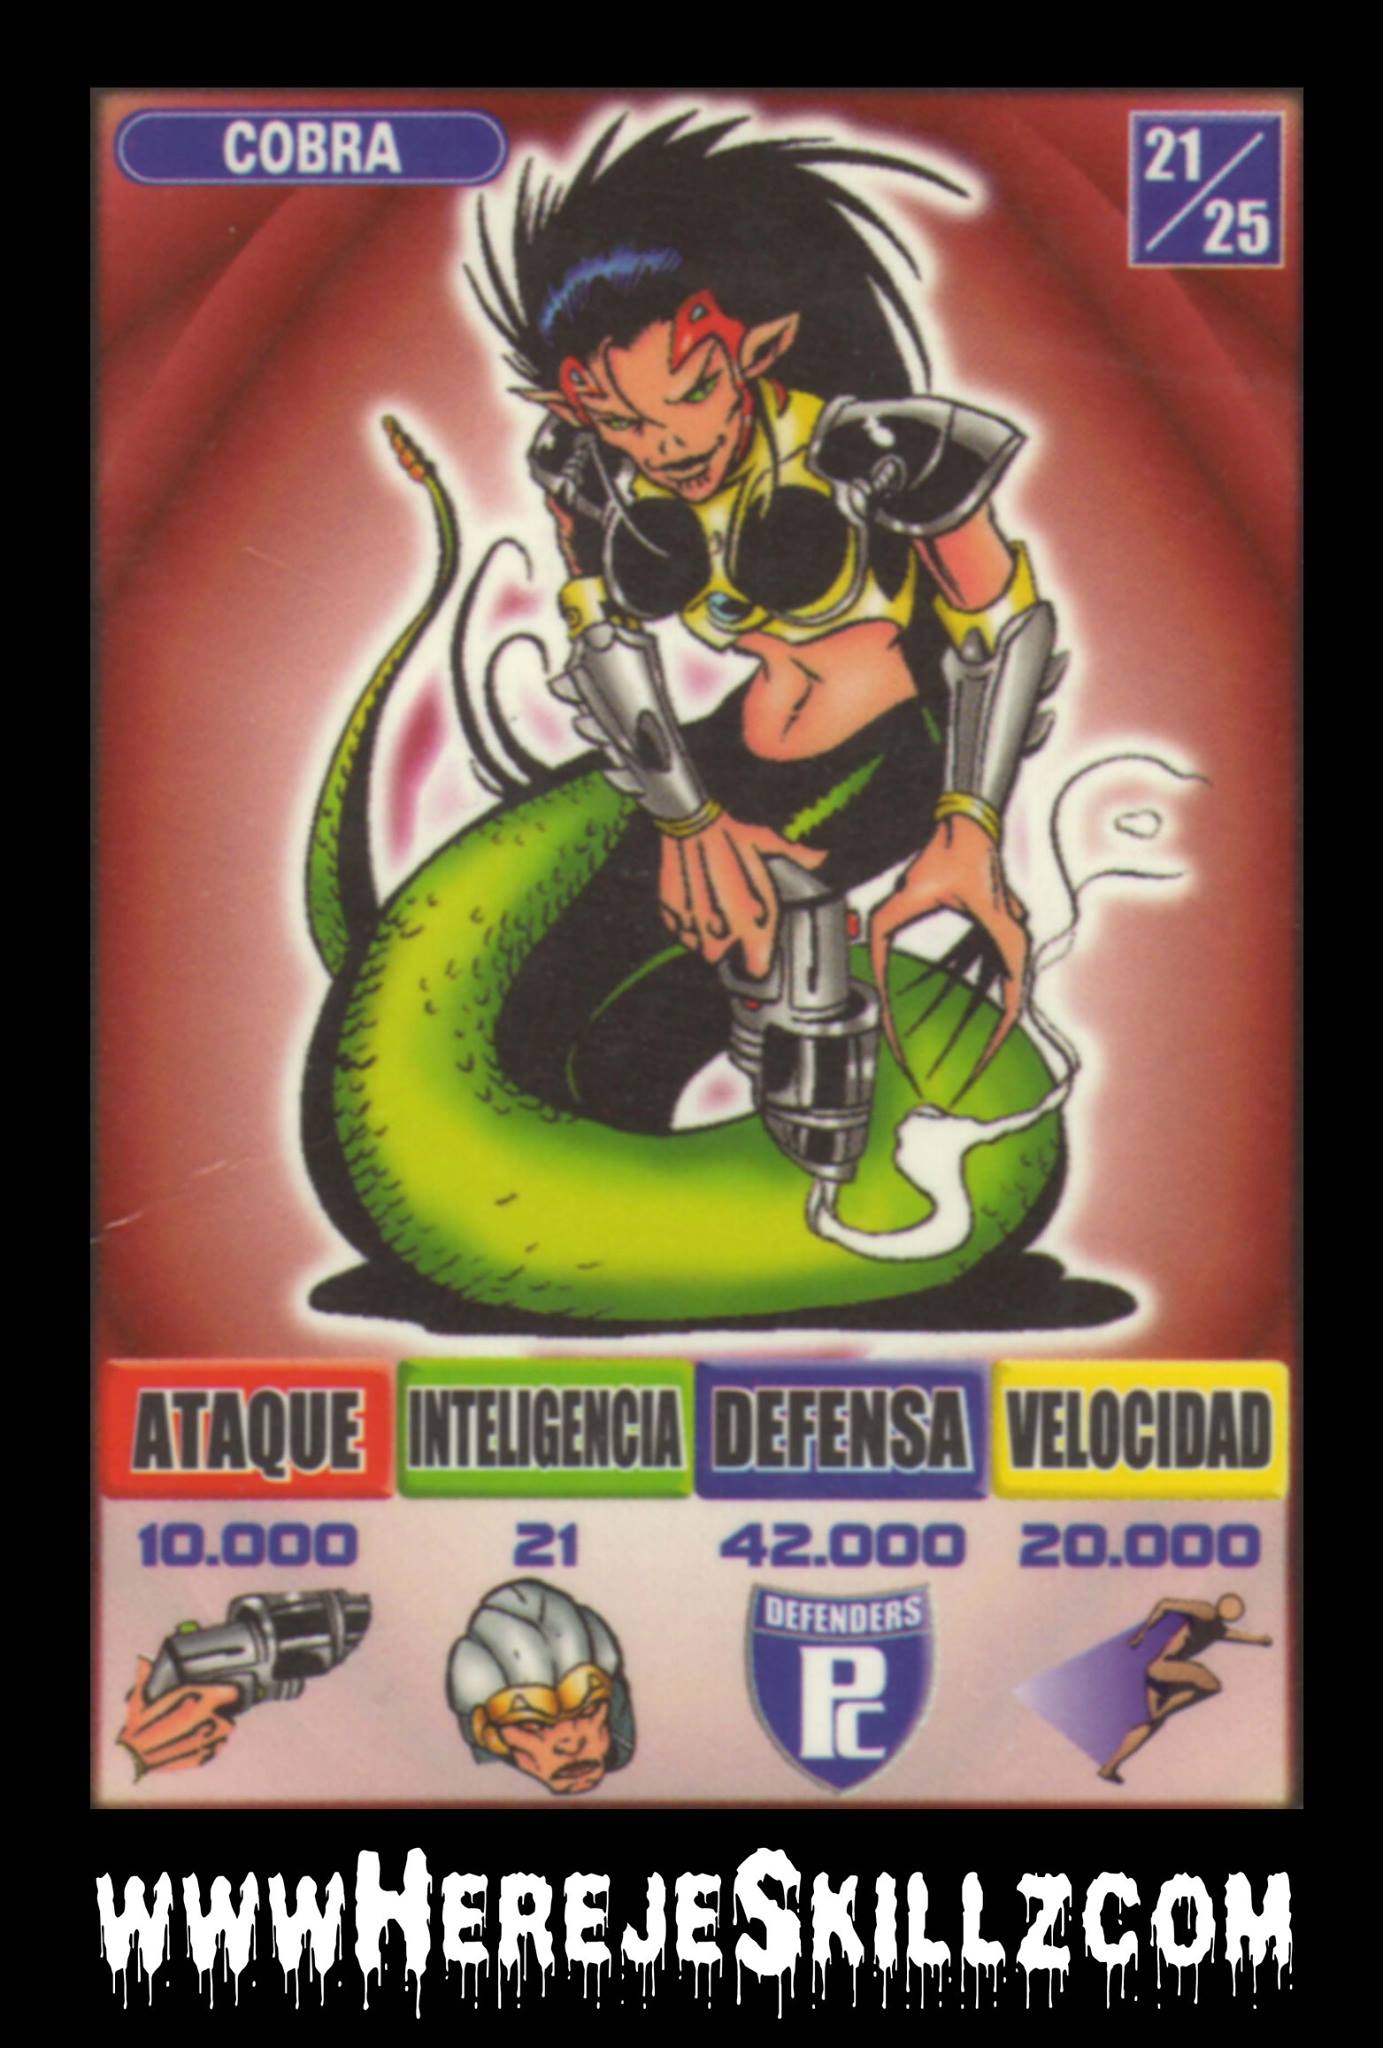 COBRA
21/25
ATAQUE INTELIGENCIA DEFENSA VELOCIDAD
10.000 21 42.000 20.000
DEFENDERS
PC
wwwHerejeSkillzcom